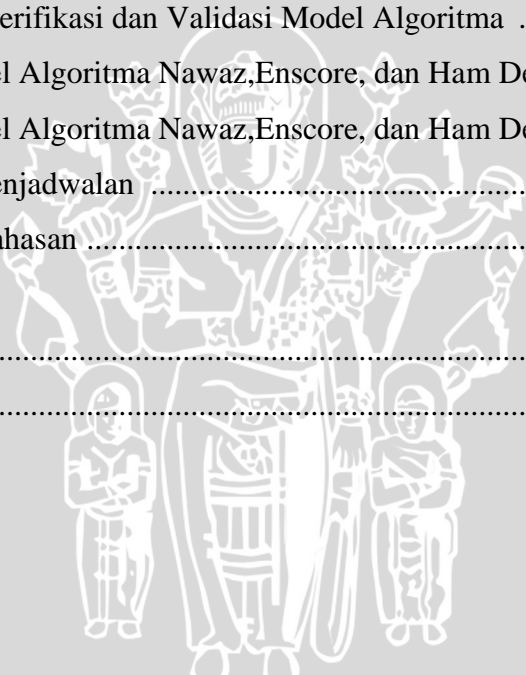 erifikasi dan Validasi Model Algoritma .
el Algoritma Nawaz,Enscore, dan Ham De
el Algoritma Nawaz,Enscore, dan Ham De
enjadwalan ....................................................
ahasan ................................................................
................................................................................
................................................................................